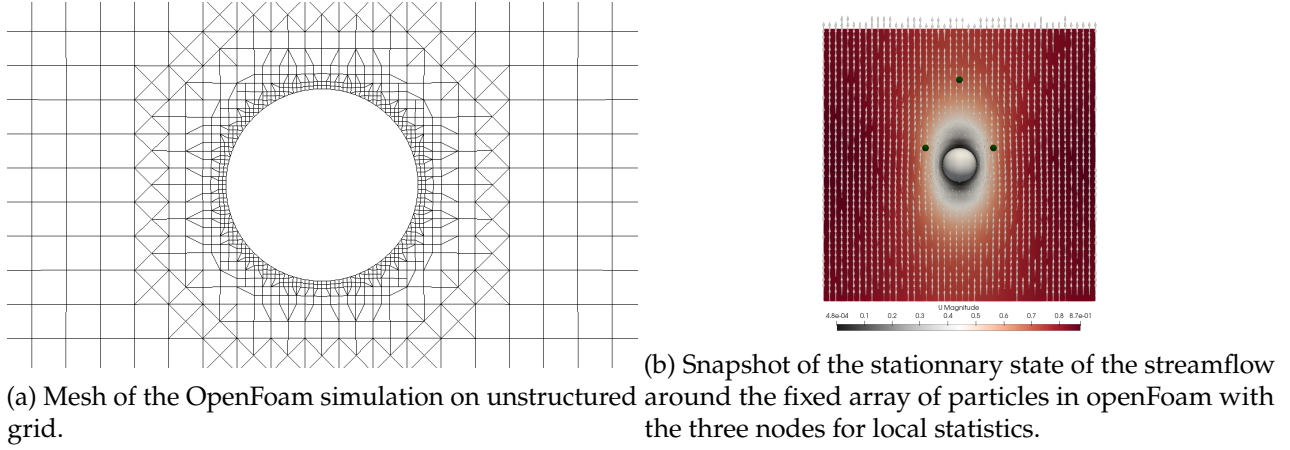 U Magnitude
4.8e-04 0.1 0.2 0.3 0.4 0.5 0.6 0.7 0.8 8.7e-01
(a) Mesh of the OpenFoam simulation on unstructured
grid.
(b) Snapshot of the stationnary state of the streamflow
around the fixed array of particles in openFoam with
the three nodes for local statistics.